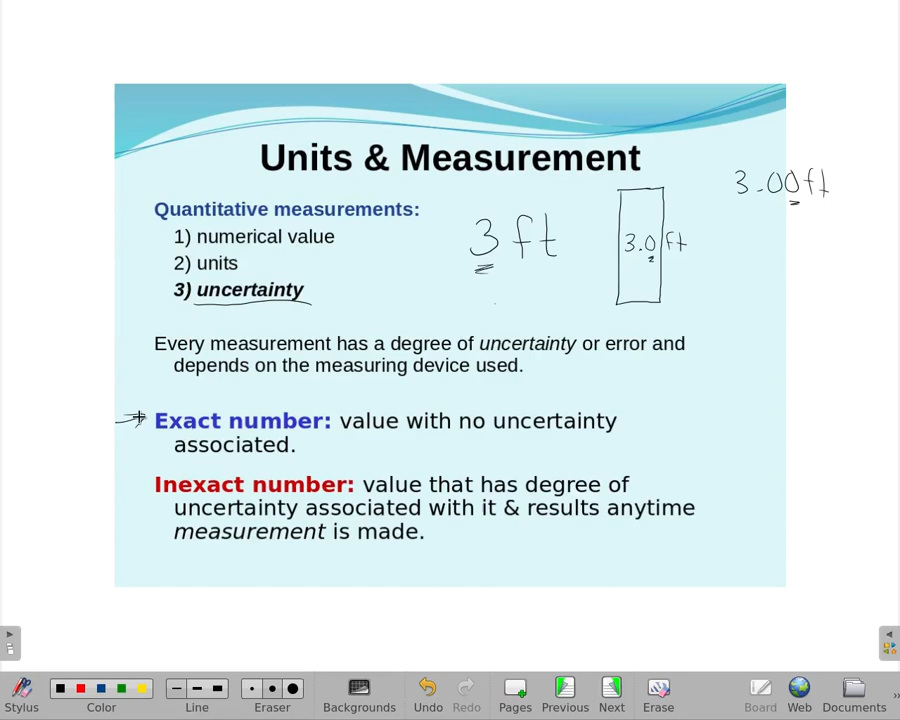 Units & Measurement
3.00ft
Quantitative measurements:
1) numerical value
3 ft
3.0 ft
2) units
3) uncertainty
Every measurement has a degree of uncertainty or error and
depends on the measuring device used.
Exact number: value with no uncertainty
associated.
Inexact number: value that has degree of
uncertainty associated with it & results anytime
measurement is made.
Stylus Color Line Eraser Backgrounds Undo Redo Pages Previous Next Erase Board Web Documents